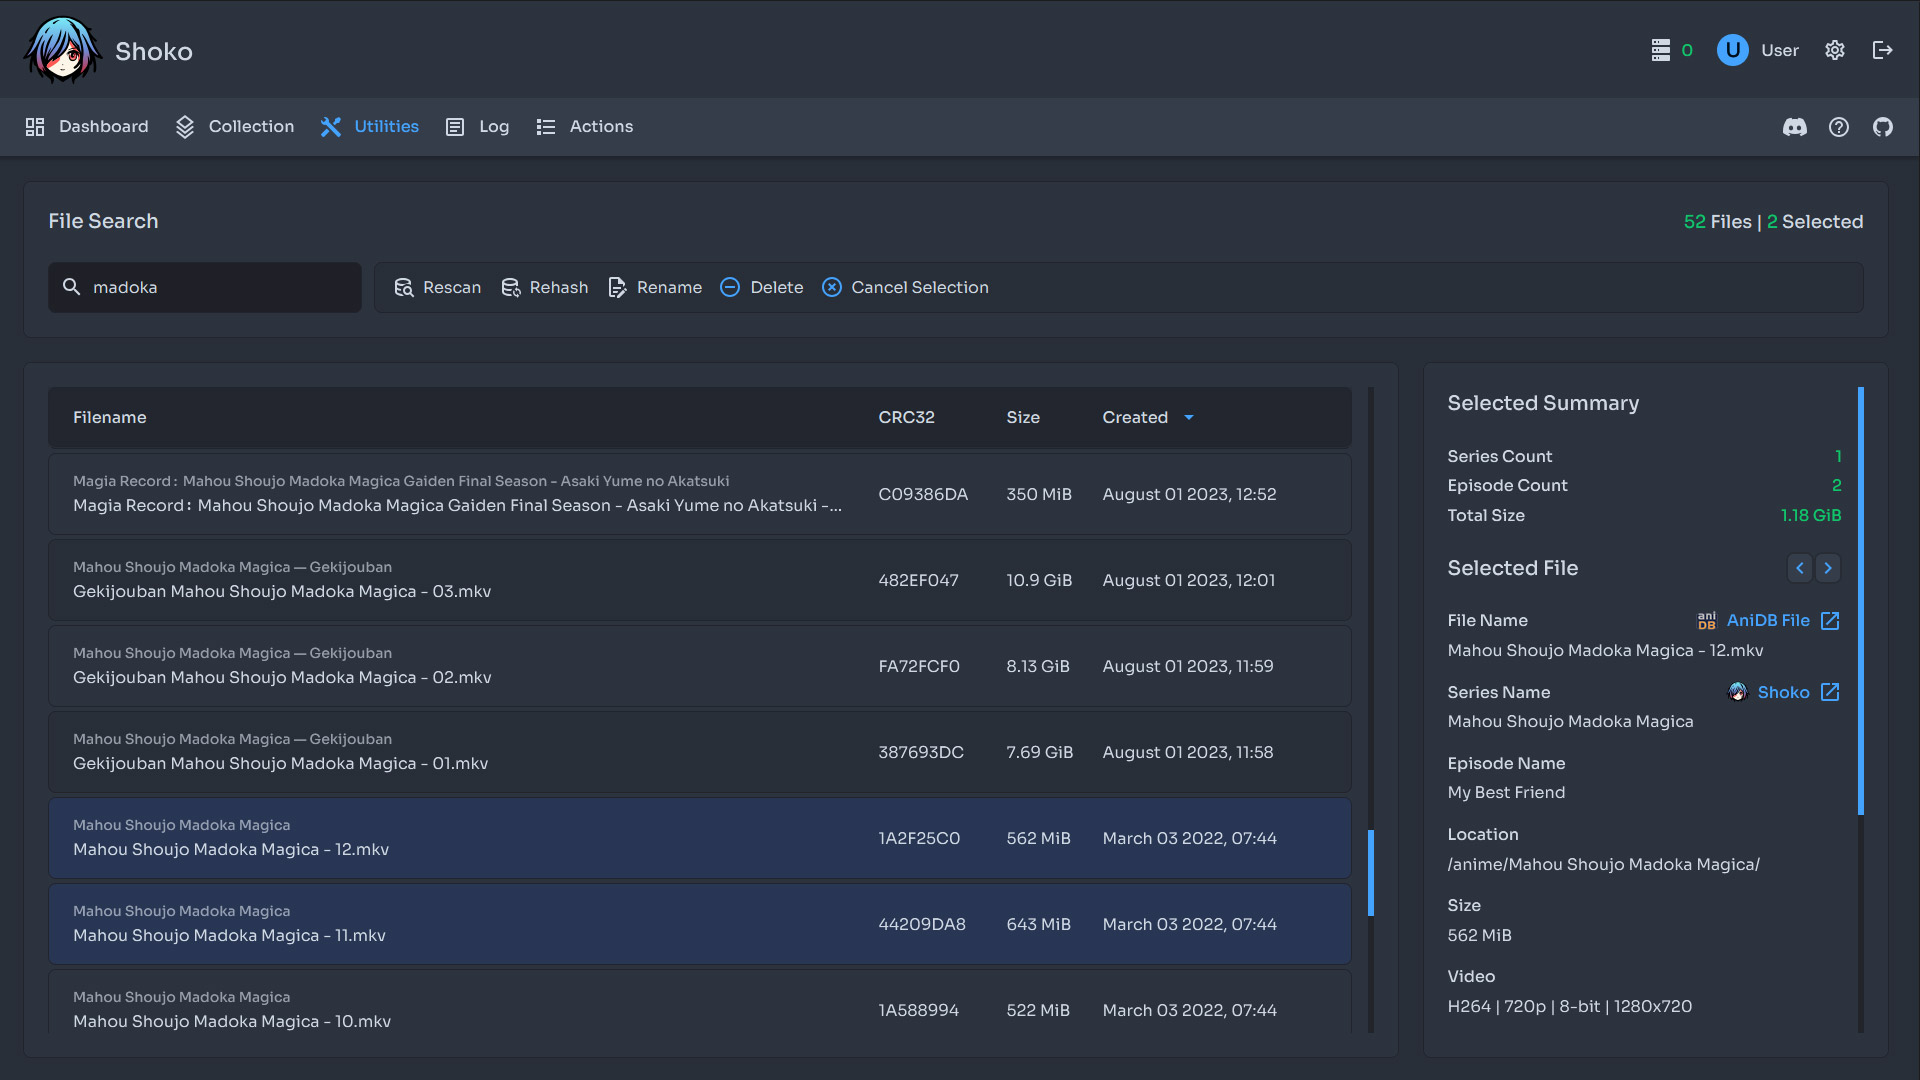 Shoko
0
U
User
Dashboard
Collection
Utilities
Log
Actions
File Search
52 Files | 2 Selected
madoka
Rescan
Rehash
Rename
Delete
Cancel Selection
Filename
CRC32
Size
Created
Magia Record: Mahou Shoujo Madoka Magica Gaiden Final Season - Asaki Yume no Akatsuki
Magia Record: Mahou Shoujo Madoka Magica Gaiden Final Season - Asaki Yume no Akatsuki -...
C09386DA
350 MiB
August 01 2023, 12:52
Mahou Shoujo Madoka Magica — Gekijouban
Gekijouban Mahou Shoujo Madoka Magica - 03.mkv
482EF047
10.9 GiB
August 01 2023, 12:01
Mahou Shoujo Madoka Magica — Gekijouban
Gekijouban Mahou Shoujo Madoka Magica - 02.mkv
FA72FCF0
8.13 GiB
August 01 2023, 11:59
Mahou Shoujo Madoka Magica — Gekijouban
Gekijouban Mahou Shoujo Madoka Magica - 01.mkv
387693DC
7.69 GiB
August 01 2023, 11:58
Mahou Shoujo Madoka Magica
Mahou Shoujo Madoka Magica - 12.mkv
1A2F25C0
562 MiB
March 03 2022, 07:44
Mahou Shoujo Madoka Magica
Mahou Shoujo Madoka Magica - 11.mkv
44209DA8
643 MiB
March 03 2022, 07:44
Mahou Shoujo Madoka Magica
Mahou Shoujo Madoka Magica - 10.mkv
1A588994
522 MiB
March 03 2022, 07:44
Selected Summary
Series Count 1
Episode Count 2
Total Size 1.18 GiB
Selected File
File Name
ani
DB
AniDB File
Mahou Shoujo Madoka Magica - 12.mkv
Series Name
Shoko
Mahou Shoujo Madoka Magica
Episode Name
My Best Friend
Location
/anime/Mahou Shoujo Madoka Magica/
Size
562 MiB
Video
H264 | 720p | 8-bit | 1280x720